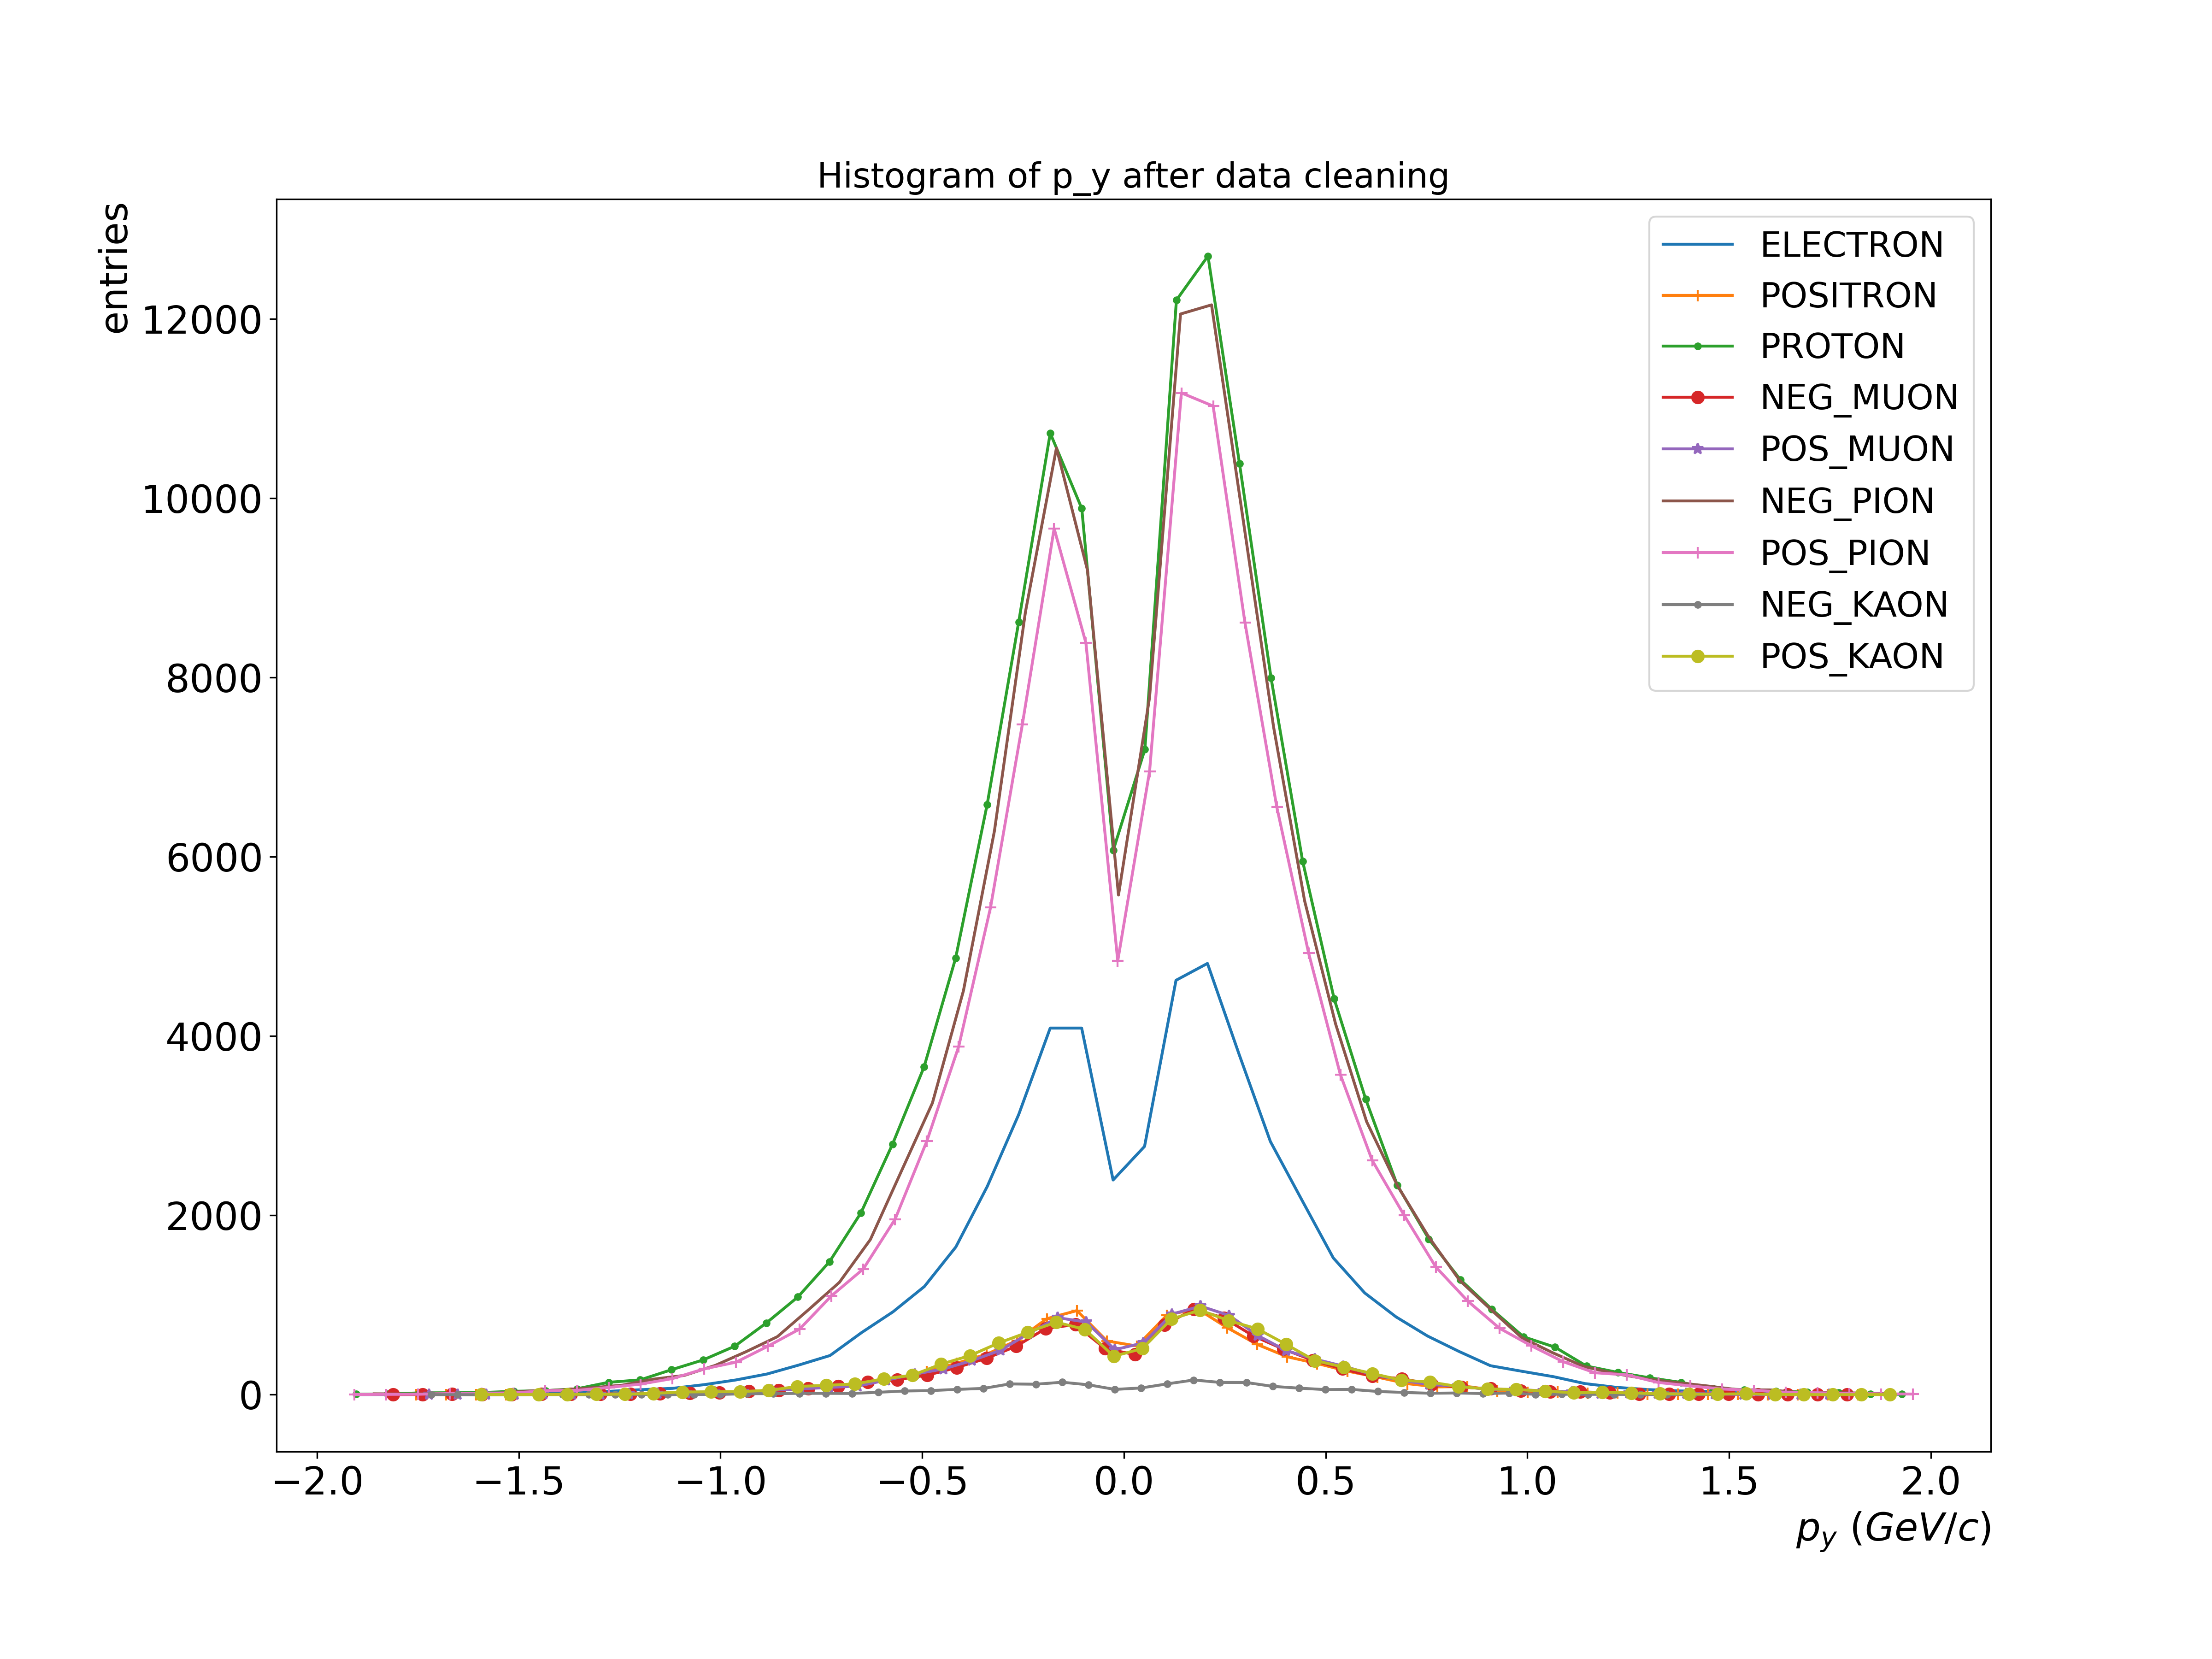 Histogram of p_y after data cleaning
entries
12000
10000
8000
6000
4000
2000
0
−2.0 −1.5 −1.0 −0.5 0.0 0.5 1.0 1.5 2.0
p_y (GeV/c)
ELECTRON
POSITRON
PROTON
NEG_MUON
POS_MUON
NEG_PION
POS_PION
NEG_KAON
POS_KAON